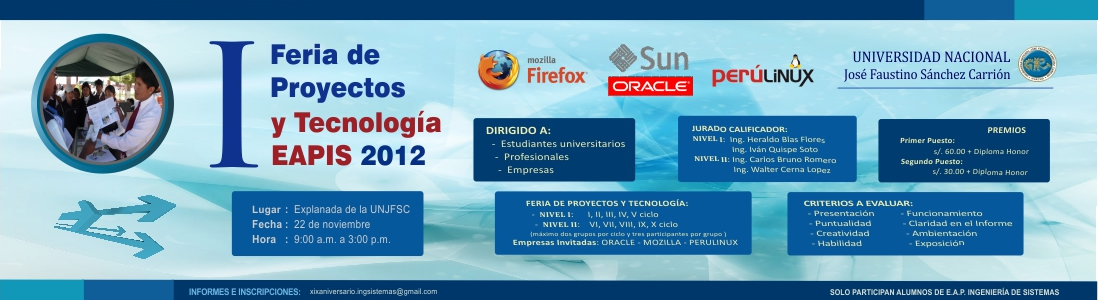 I Feria de
Proyectos
y Tecnología
EAPIS 2012
mozilla
Firefox
Sun
ORACLE
PERÚLINUX
UNIVERSIDAD NACIONAL
José Faustino Sánchez Carrión
DIRIGIDO A:
- Estudiantes universitarios
- Profesionales
- Empresas
JURADO CALIFICADOR:
NIVEL I: Ing. Heraldo Blas Flores
Ing. Iván Quispe Soto
NIVEL II: Ing. Carlos Bruno Romero
Ing. Walter Cerna Lopez
PREMIOS
Primer Puesto:
s/. 60.00 + Diploma Honor
Segundo Puesto:
s/. 30.00 + Diploma Honor
Lugar : Explanada de la UNJFSC
Fecha : 22 de noviembre
Hora : 9:00 a.m. a 3:00 p.m.
FERIA DE PROYECTOS Y TECNOLOGÍA:
- NIVEL I: I, II, III, IV, V ciclo
- NIVEL II: VI, VII, VIII, IX, X ciclo
(máximo dos grupos por ciclo y tres participantes por grupo )
Empresas Invitadas: ORACLE - MOZILLA - PERULINUX
CRITERIOS A EVALUAR:
- Presentación - Funcionamiento
- Puntualidad - Claridad en el Informe
- Creatividad - Ambientación
- Habilidad - Exposición
INFORMES E INSCRIPCIONES: xixaniversario.ingsistemas@gmail.com
SOLO PARTICIPAN ALUMNOS DE E.A.P. INGENIERÍA DE SISTEMAS